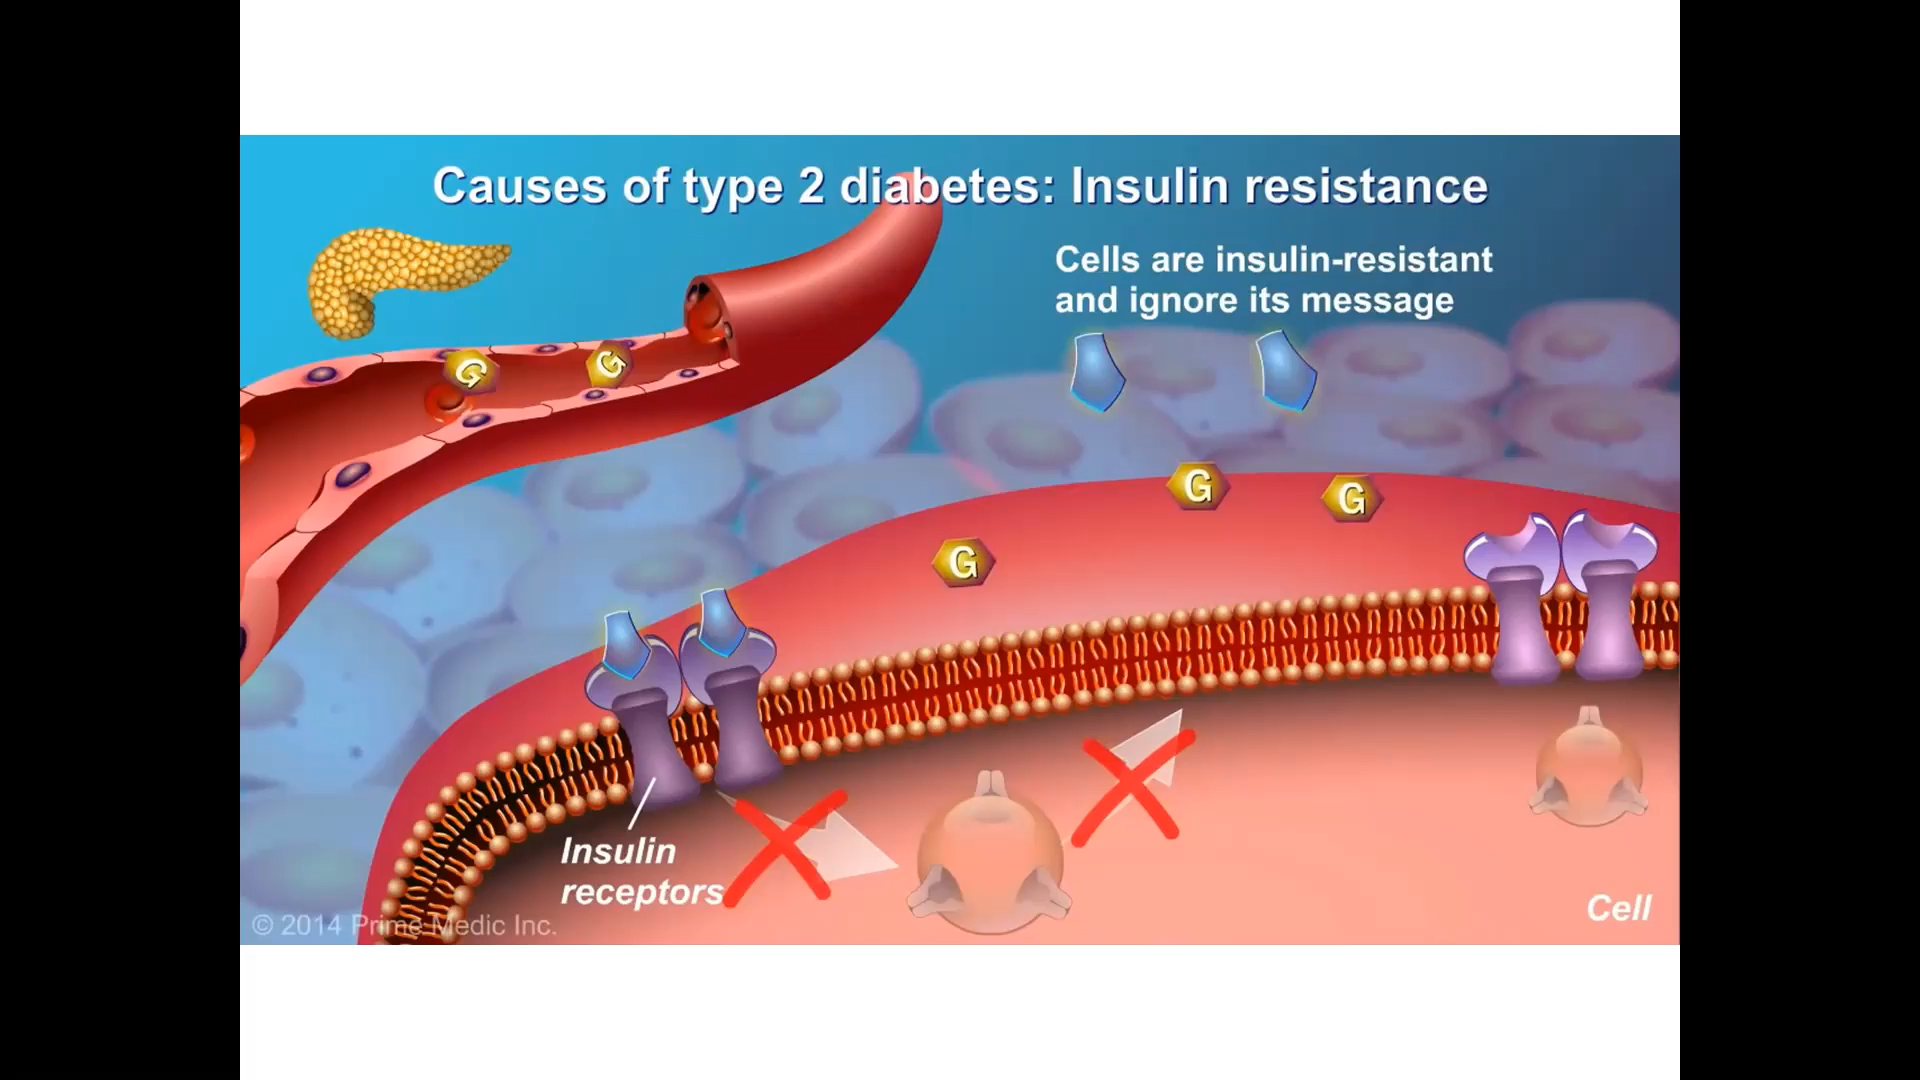 Causes of type 2 diabetes: Insulin resistance
Cells are insulin-resistant
and ignore its message
G
G
G
G
G
Insulin
receptors
Cell
© 2014 Prime Medic Inc.